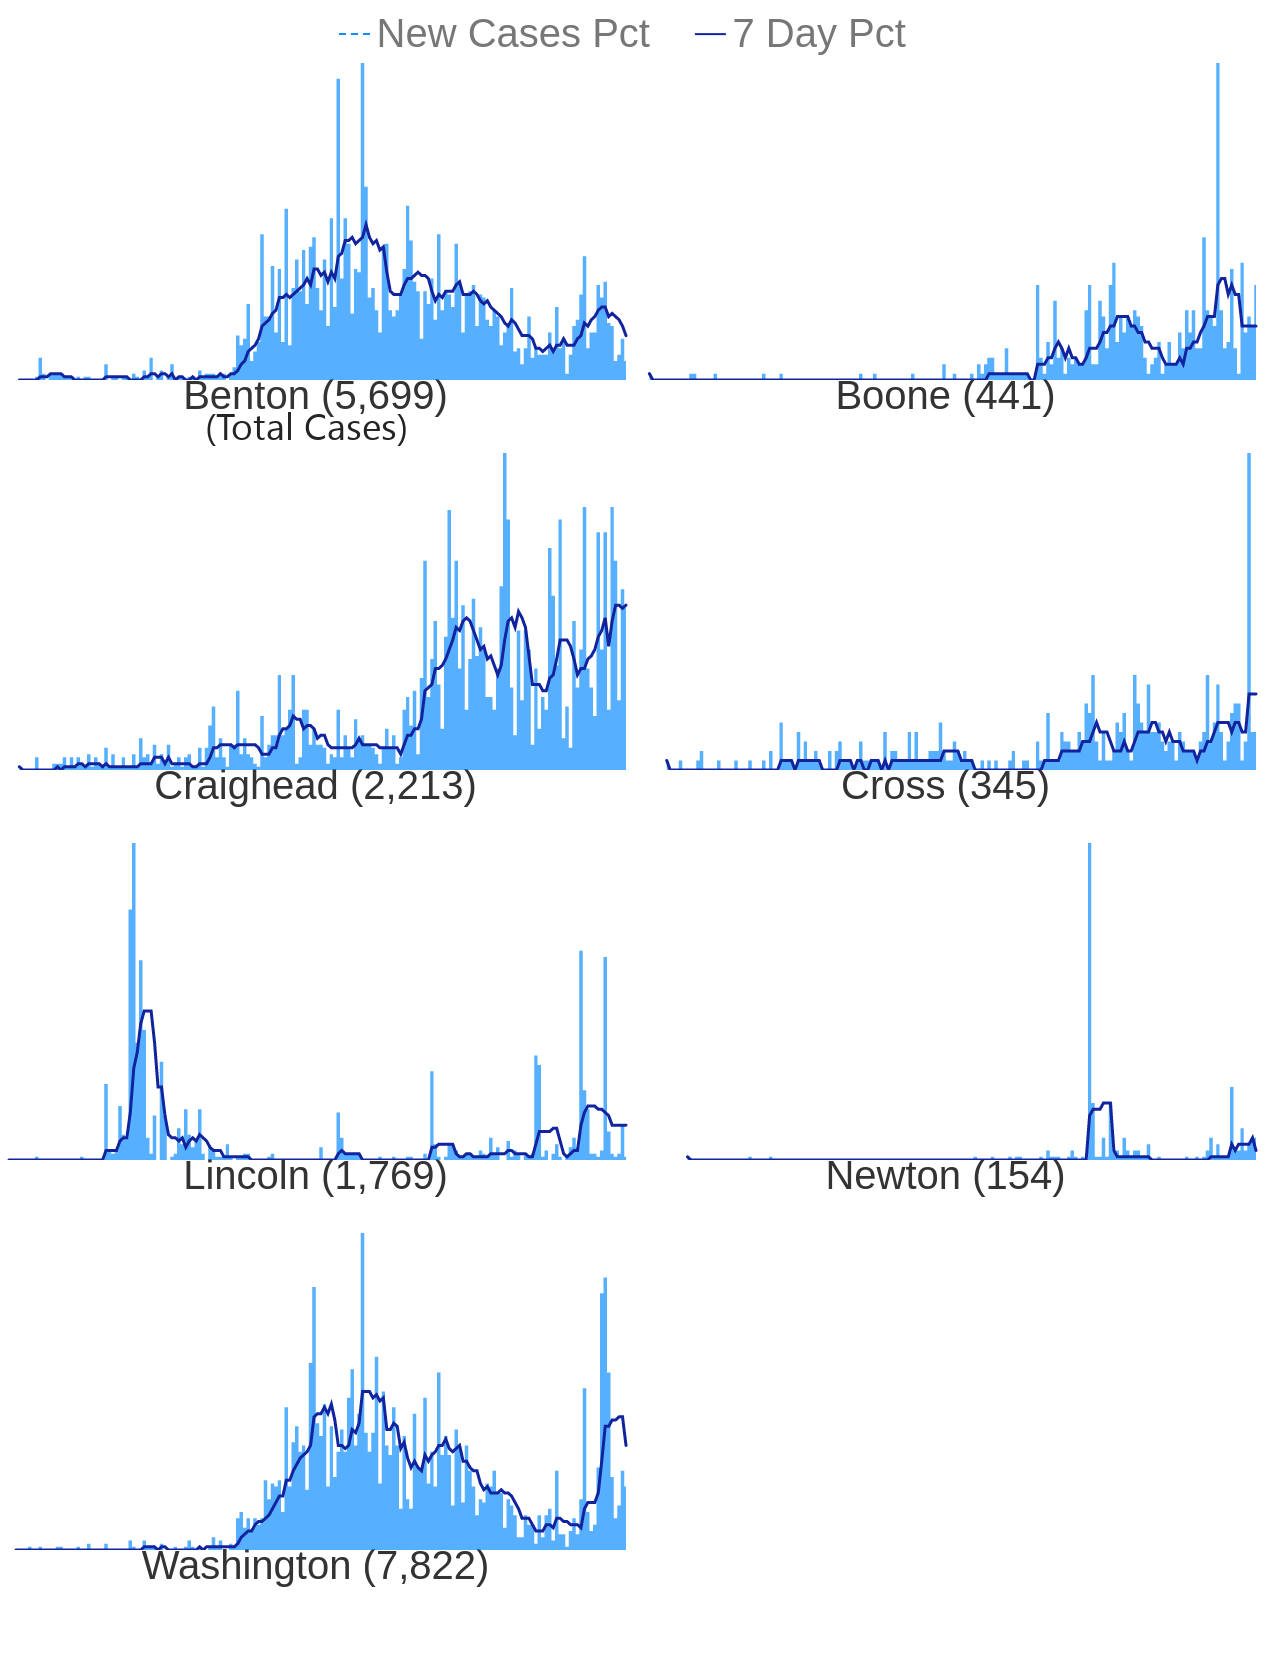 New Cases Pct 7 Day Pct
Benton (5,699) Boone (441)
(Total Cases)
Craighead (2,213) Cross (345)
Lincoln (1,769) Newton (154)
Washington (7,822)